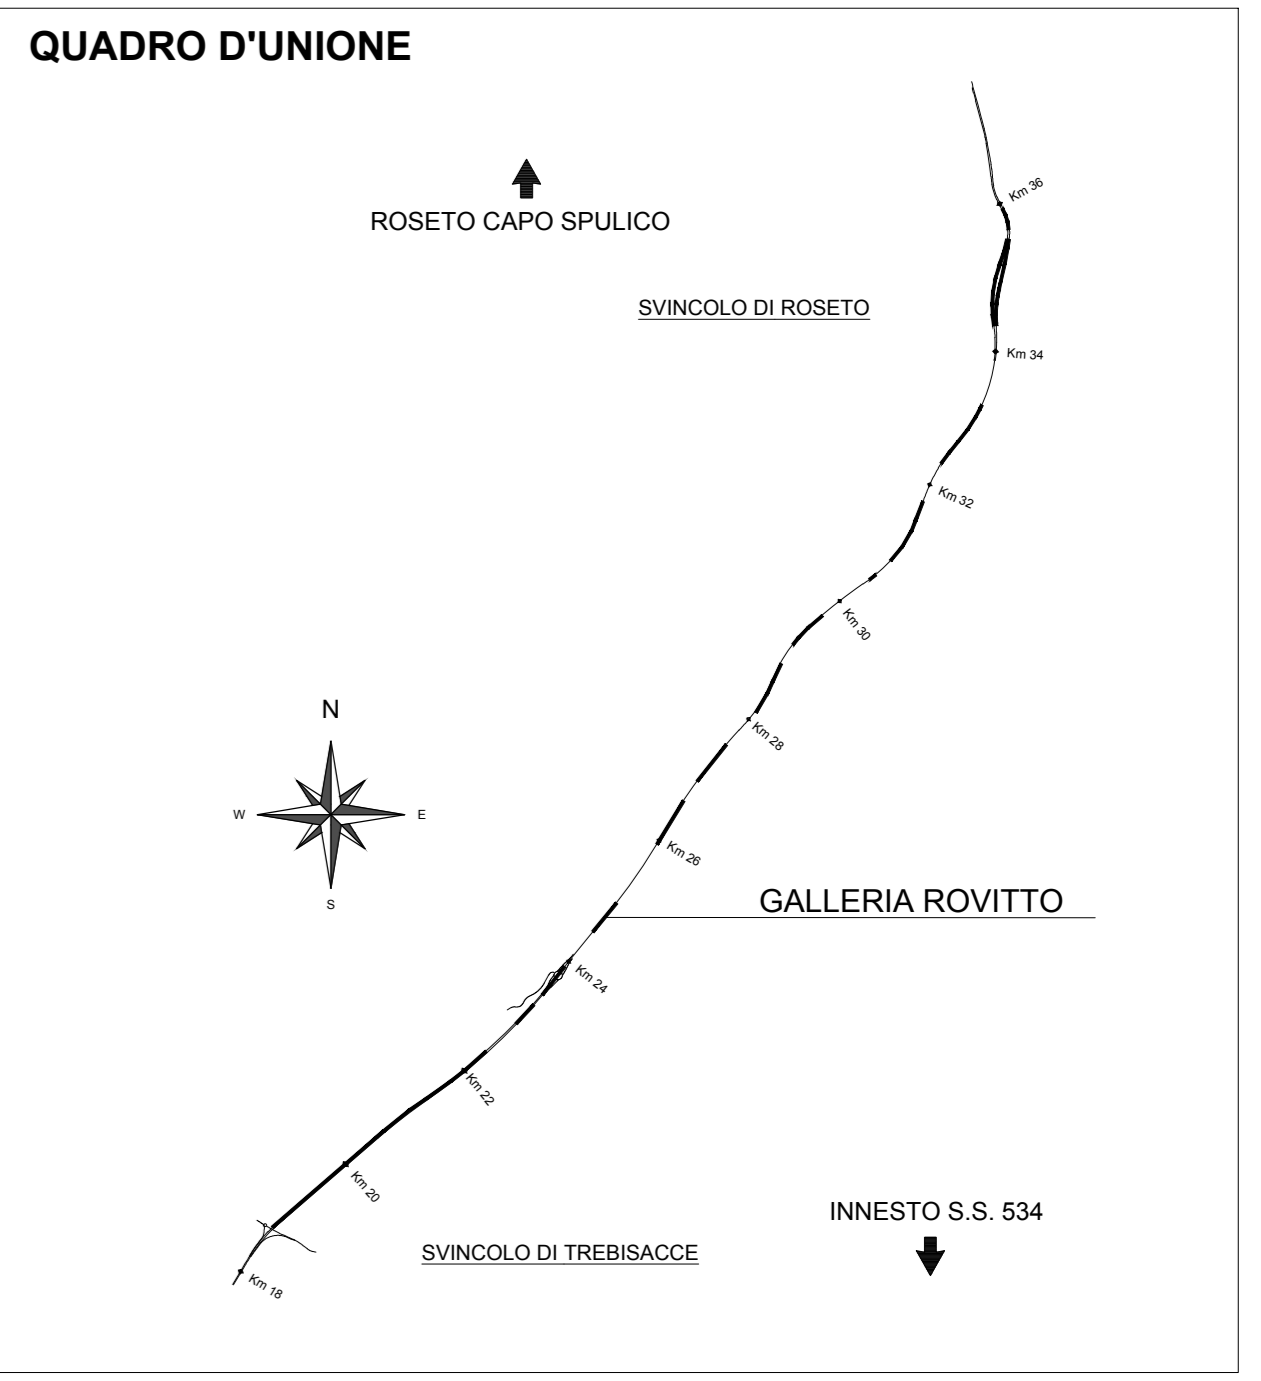 QUADRO D'UNIONE
Km 36
ROSETO CAPO SPULICO
SVINCOLO DI ROSETO
Km 34
Km 32
Km 30
N
Km 28
W
E
Km 26
GALLERIA ROVITTO
S
Km 24
Km 22
Km 20
INNESTO S.S. 534
SVINCOLO DI TREBISACCE
Km 18